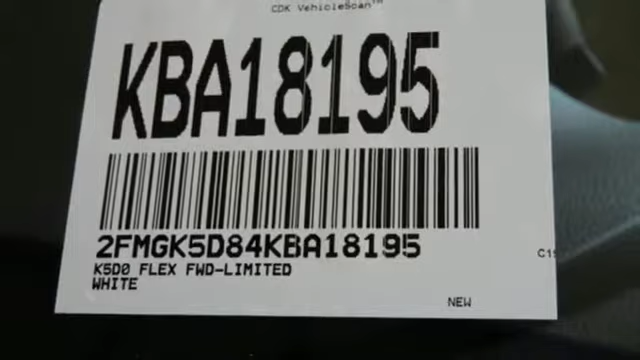 CDK VehicleScan™
KBA18195
2FMGK5D84KBA18195
K5D0 FLEX FWD-LIMITED
WHITE
NEW